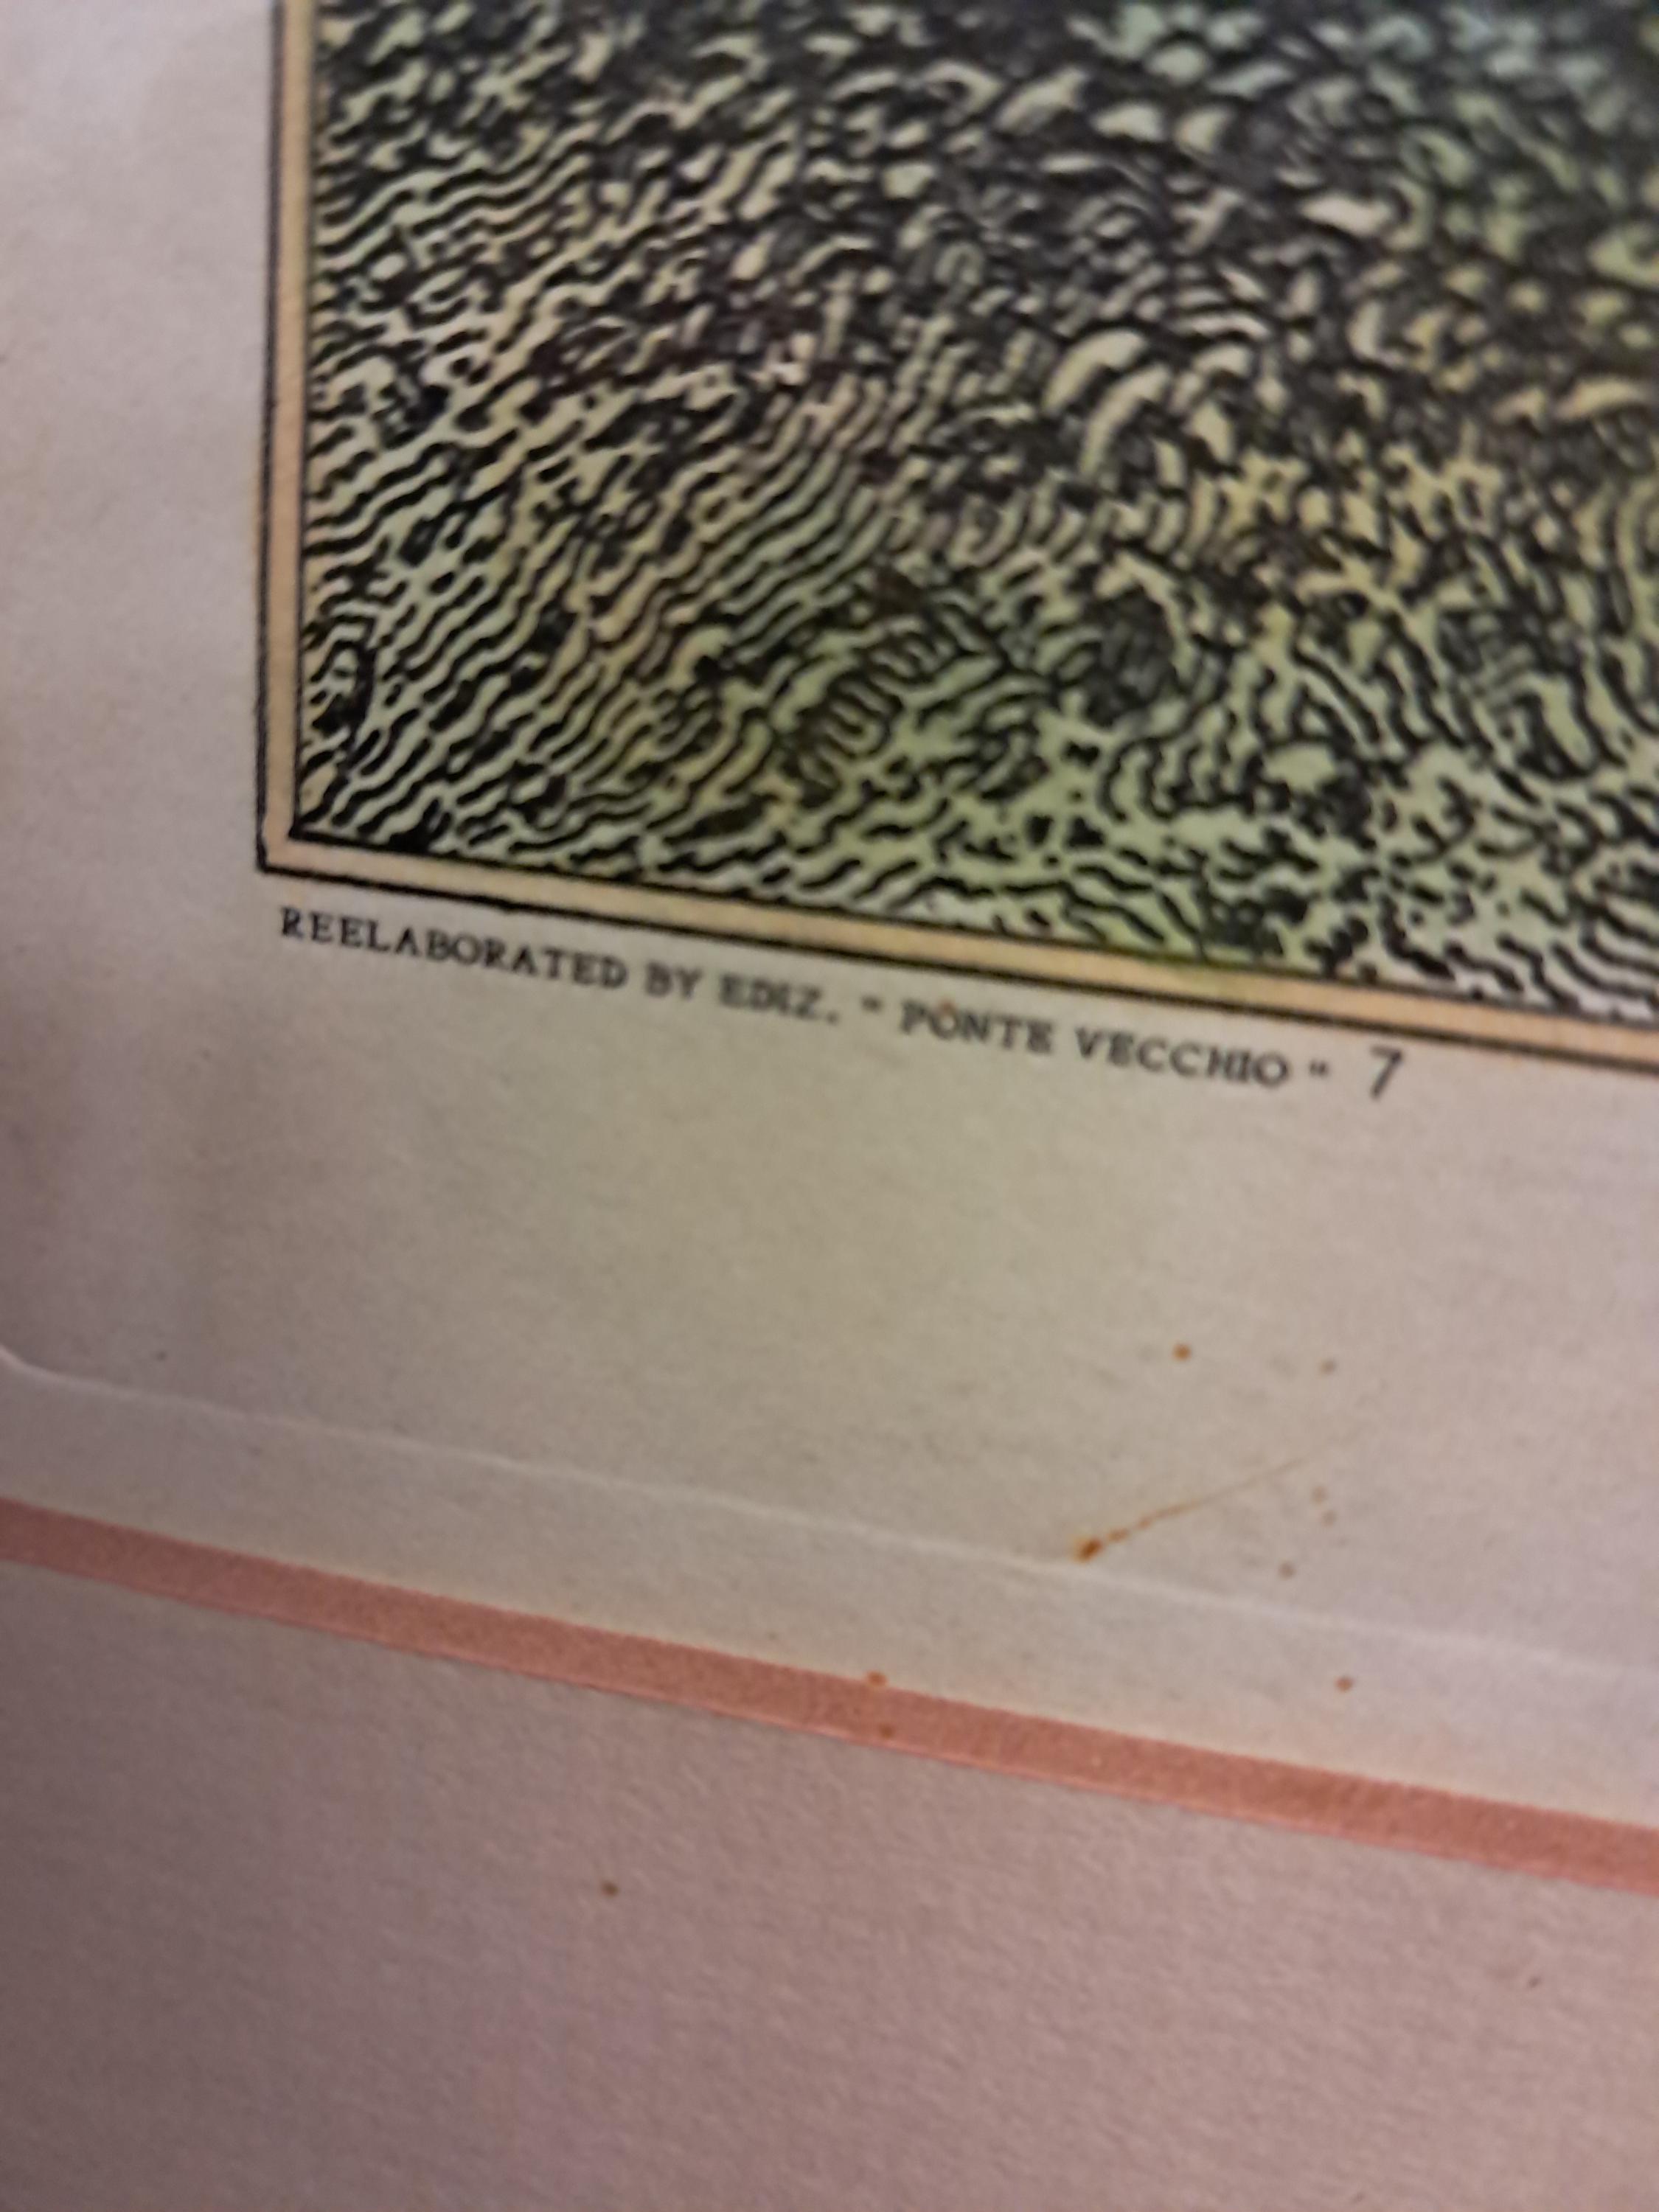 REELABORATED BY EDIZ. " PONTE VECCHIO " 7